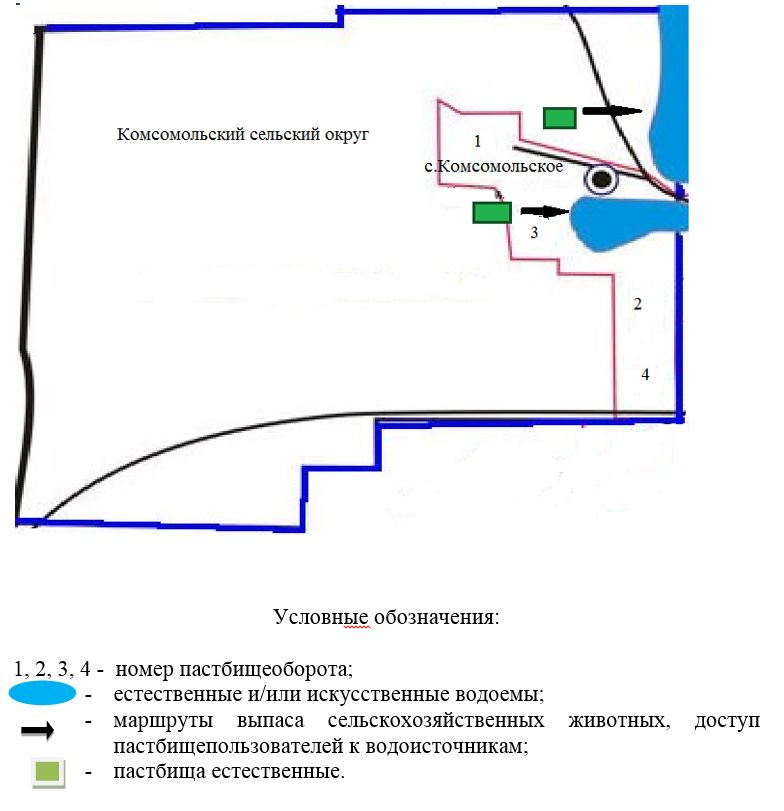 Комсомольский сельский округ
1
с.Комсомольское
3
2
4
Условные обозначения:
1, 2, 3, 4 - номер пастбищеоборота;
- естественные и/или искусственные водоемы;
- маршруты выпаса сельскохозяйственных животных, доступ
пастбищепользователей к водоисточникам;
- пастбища естественные.